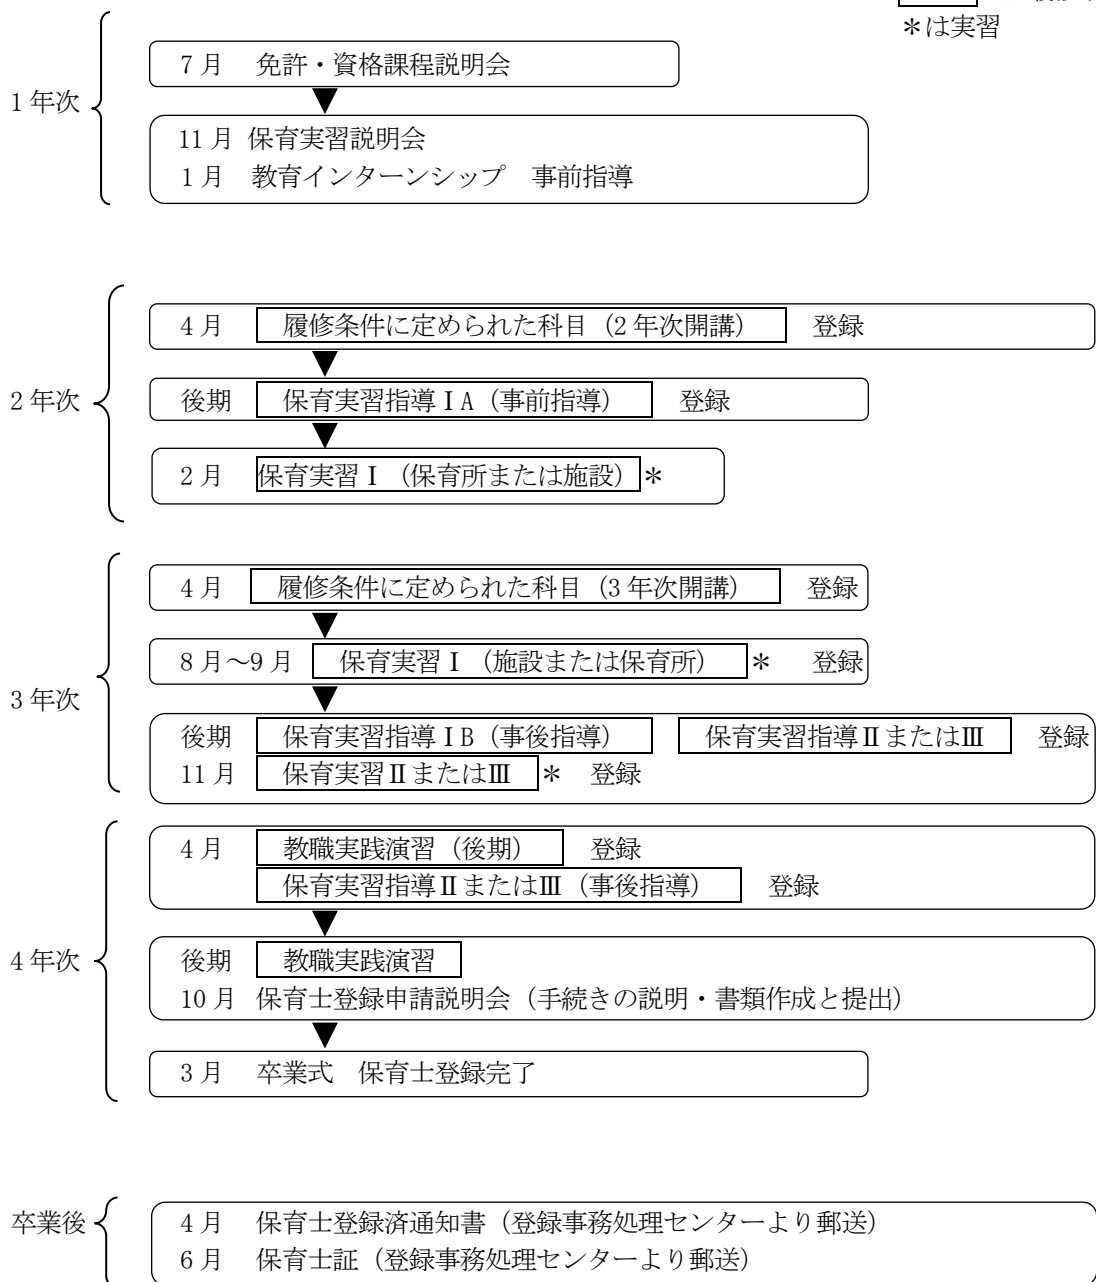 ＊は実習
1年次
7月　免許・資格課程説明会
11月 保育実習説明会
1月　教育インターンシップ　事前指導
2年次
4月　履修条件に定められた科目（2年次開講）　登録
後期　保育実習指導ⅠA（事前指導）　登録
2月　保育実習Ⅰ（保育所または施設）＊
3年次
4月　履修条件に定められた科目（3年次開講）　登録
8月～9月　保育実習Ⅰ（施設または保育所）　＊　登録
後期　保育実習指導ⅠB（事後指導）　保育実習指導ⅡまたはⅢ　登録
11月　保育実習ⅡまたはⅢ　＊　登録
4年次
4月　教職実践演習（後期）　登録
保育実習指導ⅡまたはⅢ（事後指導）　登録
後期　教職実践演習
10月　保育士登録申請説明会（手続きの説明・書類作成と提出）
3月　卒業式　保育士登録完了
卒業後
4月　保育士登録済通知書（登録事務処理センターより郵送）
6月　保育士証（登録事務処理センターより郵送）